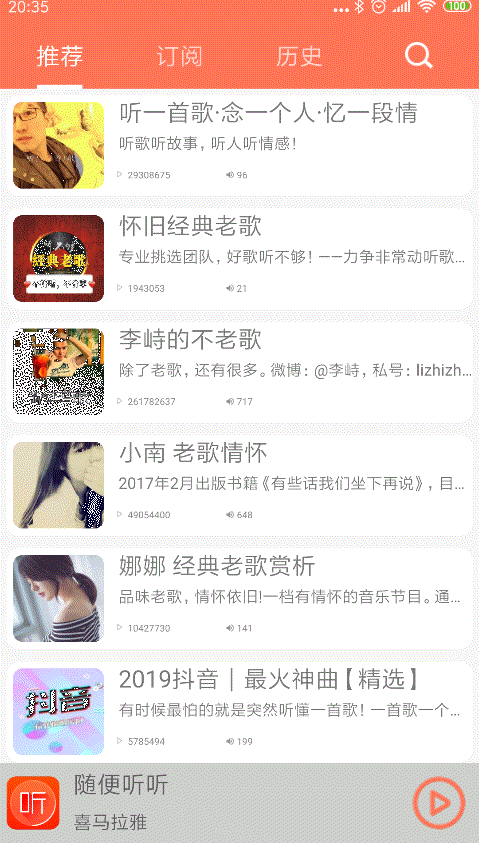 20:35
100
推荐
订阅
历史
听一首歌·念一个人·忆一段情
听歌听故事，听人听情感！
29308675
96
怀旧经典老歌
专业挑选团队，好歌听不够！——力争非常动听歌...
1943053
21
经典老歌
李峙的不老歌
除了老歌，还有很多。微博：@李峙，私号：lizhizh...
261782637
717
小南 老歌情怀
2017年2月出版书籍《有些话我们坐下再说》，目...
49054400
648
娜娜 经典老歌赏析
品味老歌，情怀依旧!一档有情怀的音乐节目。通...
10427730
141
2019抖音｜最火神曲【精选】
有时候最怕的就是突然听懂一首歌！一首歌一个...
5785494
199
抖音
听
随便听听
喜马拉雅